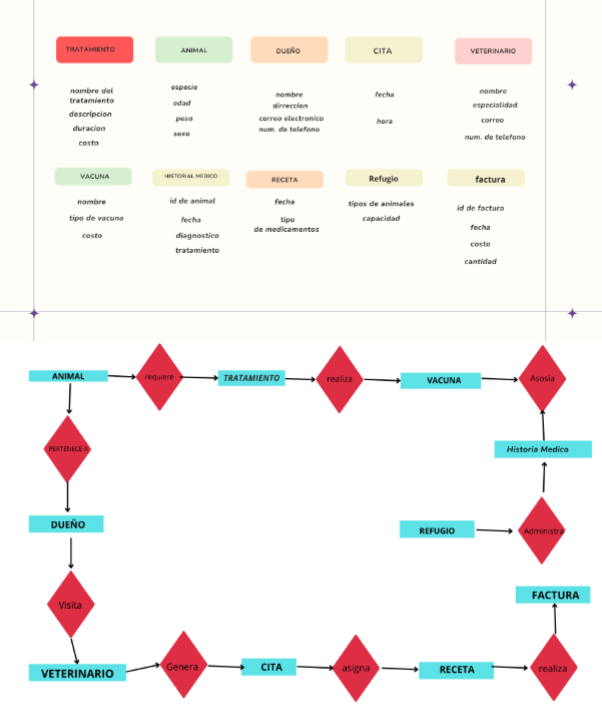 TRATAMIENTO
ANIMAL
DUEÑO
CITA
VETERINARIO
nombre del
tratamiento
descripcion
duracion
costo
especie
edad
peso
sexo
nombre
dirreccion
correo electronico
num. de telefono
fecha
hora
nombre
especialidad
correo
num. de telefono
VACUNA
HISTORIAL MEDICO
RECETA
Refugio
factura
nombre
tipo de vacuna
costo
id de animal
fecha
diagnostico
tratamiento
fecha
tipo
de medicamentos
tipos de animales
capacidad
id de factura
fecha
costo
cantidad
ANIMAL
requiere
TRATAMIENTO
realiza
VACUNA
Asosia
PERTENECE A
Historia Medico
DUEÑO
REFUGIO
Administra
Visita
FACTURA
VETERINARIO
Genera
CITA
asigna
RECETA
realiza